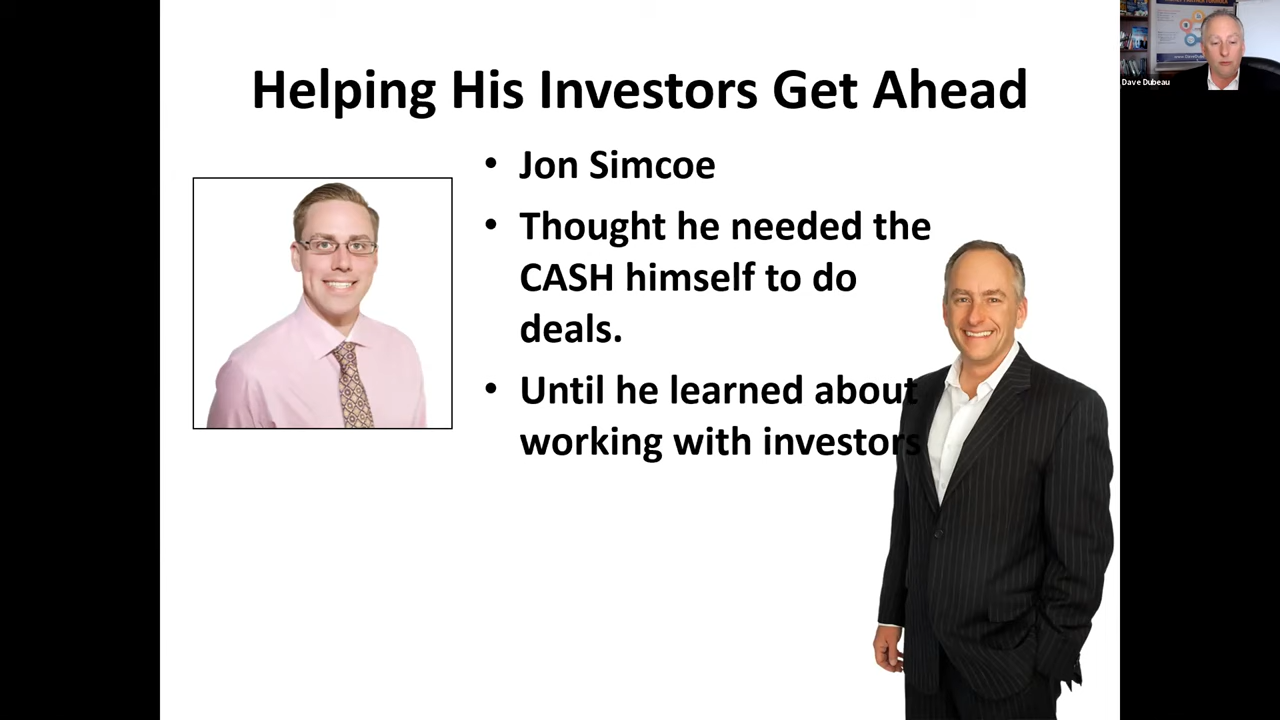 Helping His Investors Get Ahead
• Jon Simcoe
• Thought he needed the
CASH himself to do
deals.
• Until he learned about
working with investors
Dave Dubeau